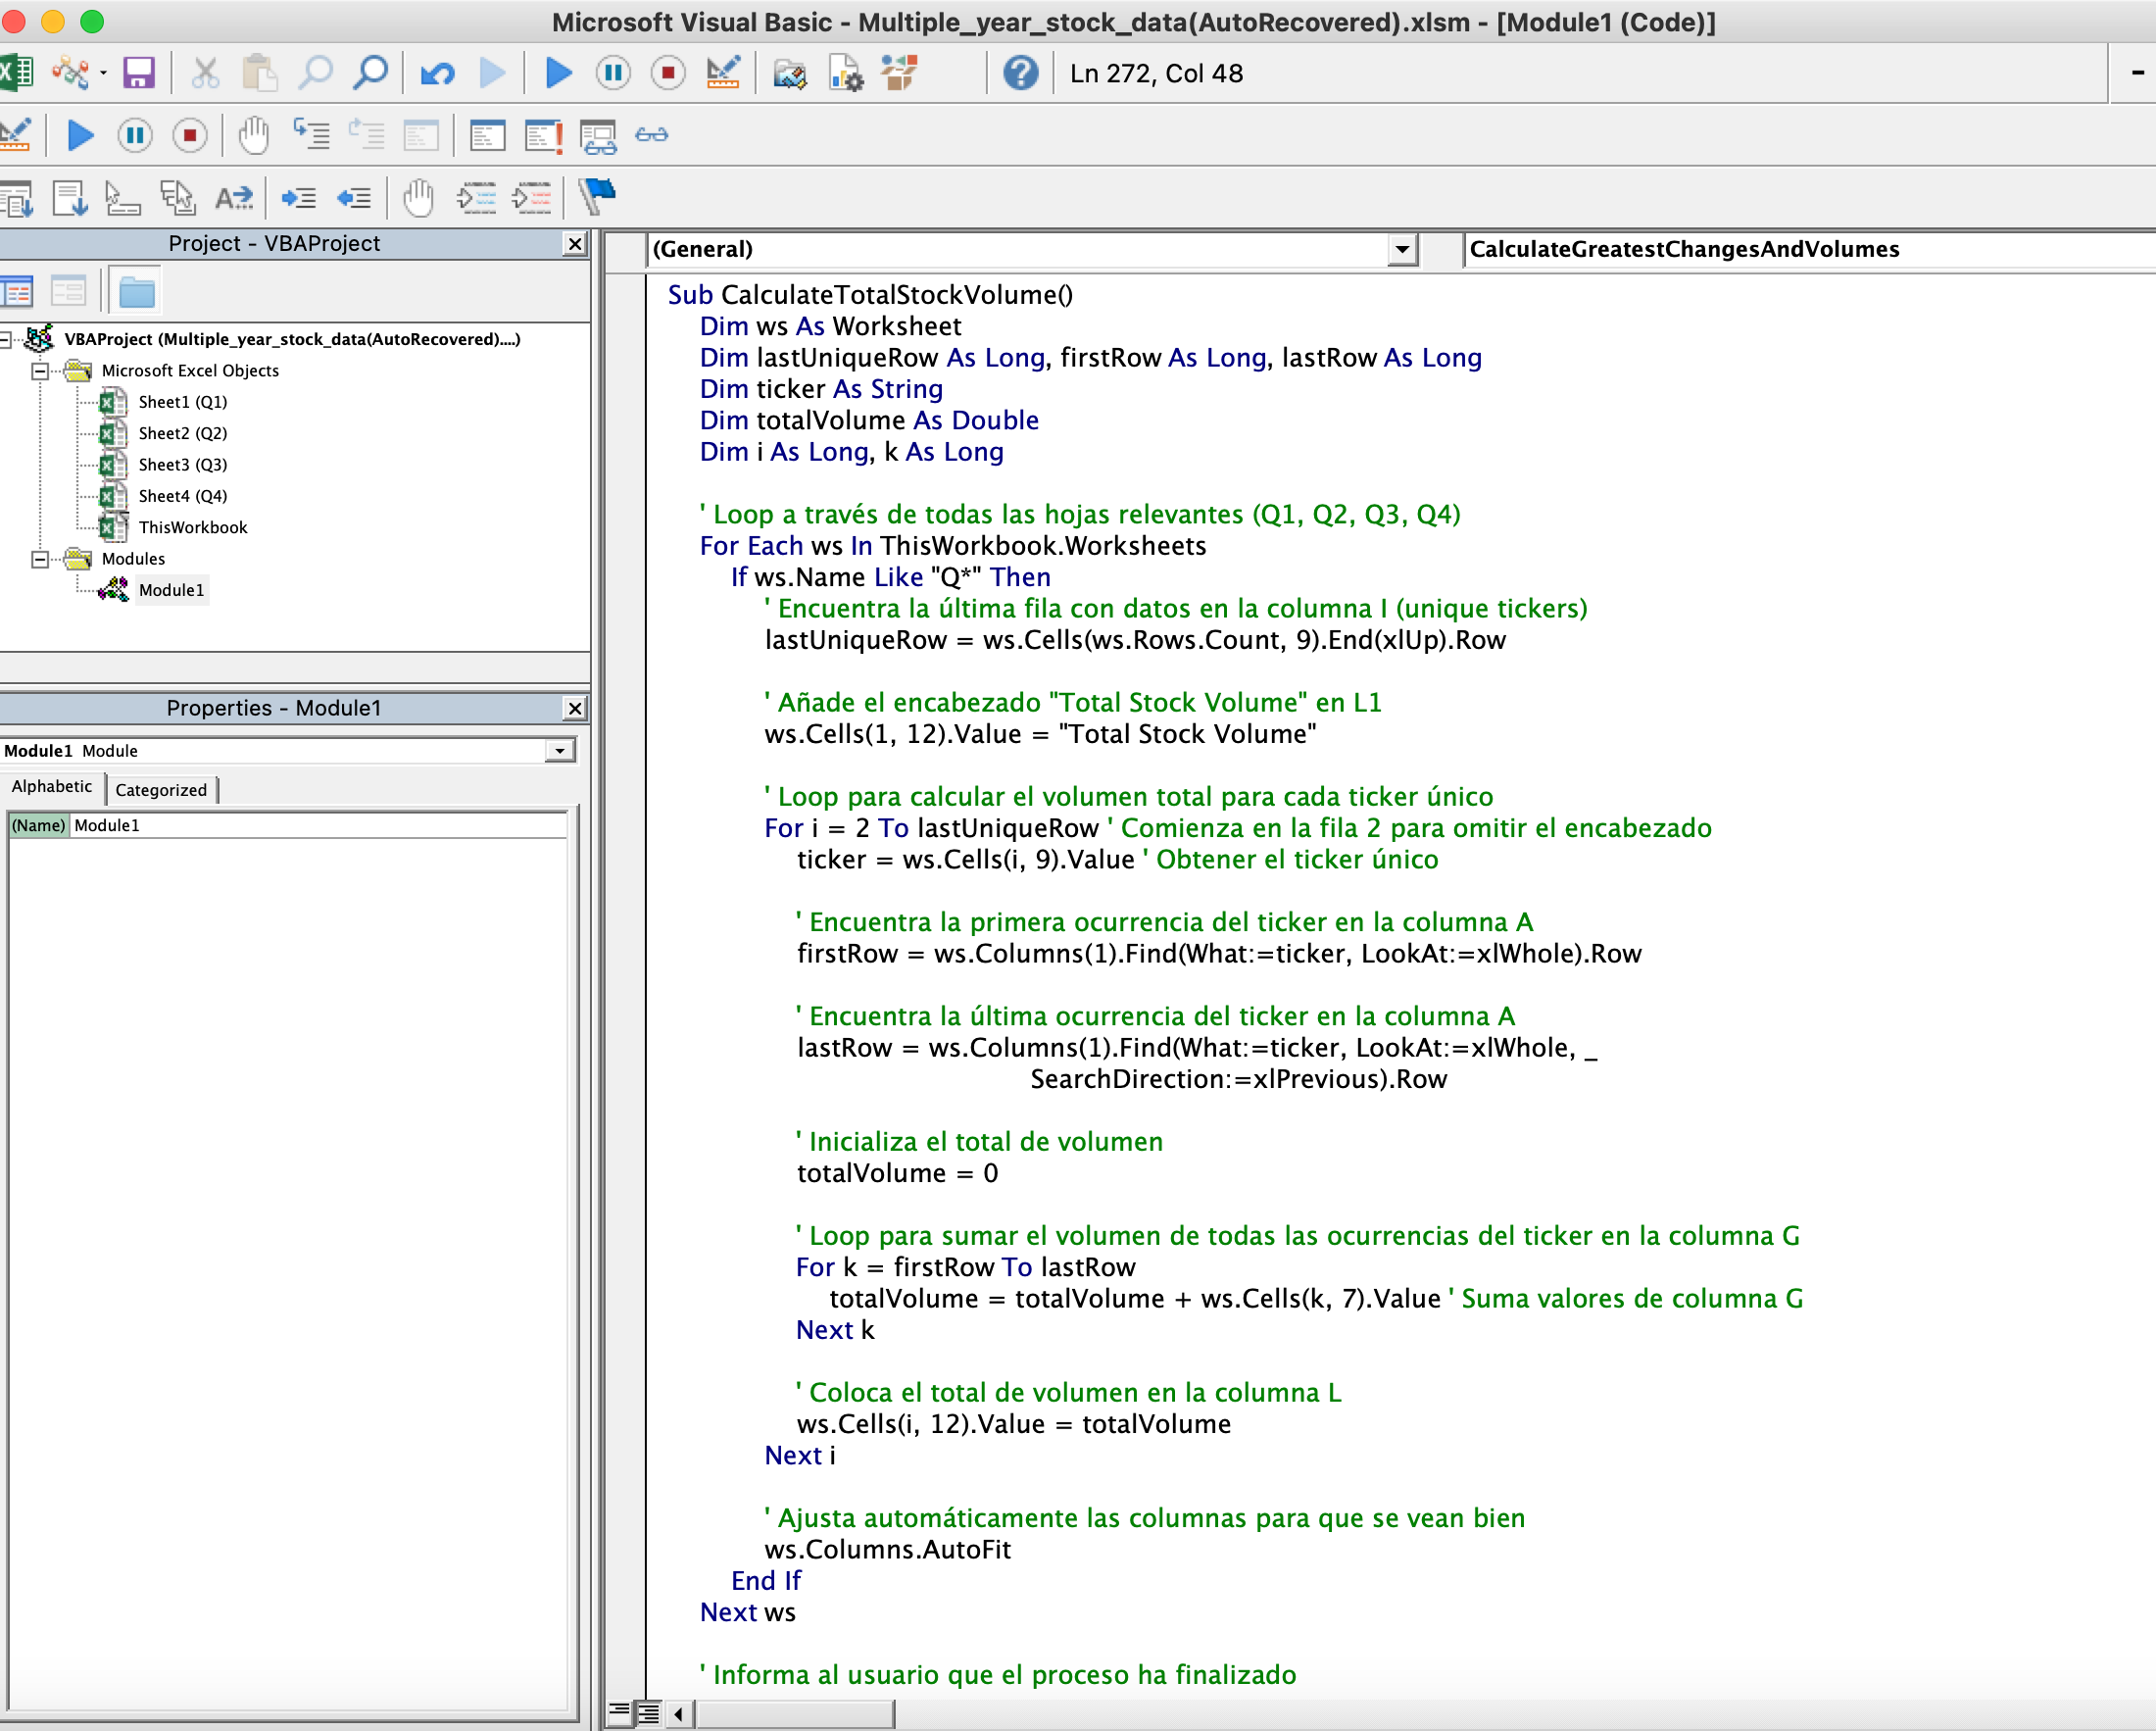 Microsoft Visual Basic - Multiple_year_stock_data(AutoRecovered).xlsm - [Module1 (Code)]
Ln 272, Col 48
Project - VBAProject
VBAProject (Multiple_year_stock_data(AutoRecovered)....)
Microsoft Excel Objects
Sheet1 (Q1)
Sheet2 (Q2)
Sheet3 (Q3)
Sheet4 (Q4)
ThisWorkbook
Modules
Module1
Properties - Module1
Module1 Module
Alphabetic
Categorized
(Name) Module1
(General)
CalculateGreatestChangesAndVolumes
Sub CalculateTotalStockVolume()
Dim ws As Worksheet
Dim lastUniqueRow As Long, firstRow As Long, lastRow As Long
Dim ticker As String
Dim totalVolume As Double
Dim i As Long, k As Long
' Loop a través de todas las hojas relevantes (Q1, Q2, Q3, Q4)
For Each ws In ThisWorkbook.Worksheets
If ws.Name Like "Q*" Then
' Encuentra la última fila con datos en la columna I (unique tickers)
lastUniqueRow = ws.Cells(ws.Rows.Count, 9).End(xlUp).Row
' Añade el encabezado "Total Stock Volume" en L1
ws.Cells(1, 12).Value = "Total Stock Volume"
' Loop para calcular el volumen total para cada ticker único
For i = 2 To lastUniqueRow ' Comienza en la fila 2 para omitir el encabezado
ticker = ws.Cells(i, 9).Value ' Obtener el ticker único
' Encuentra la primera ocurrencia del ticker en la columna A
firstRow = ws.Columns(1).Find(What:=ticker, LookAt:=xlWhole).Row
' Encuentra la última ocurrencia del ticker en la columna A
lastRow = ws.Columns(1).Find(What:=ticker, LookAt:=xlWhole, _
SearchDirection:=xlPrevious).Row
' Inicializa el total de volumen
totalVolume = 0
' Loop para sumar el volumen de todas las ocurrencias del ticker en la columna G
For k = firstRow To lastRow
totalVolume = totalVolume + ws.Cells(k, 7).Value ' Suma valores de columna G
Next k
' Coloca el total de volumen en la columna L
ws.Cells(i, 12).Value = totalVolume
Next i
' Ajusta automáticamente las columnas para que se vean bien
ws.Columns.AutoFit
End If
Next ws
' Informa al usuario que el proceso ha finalizado